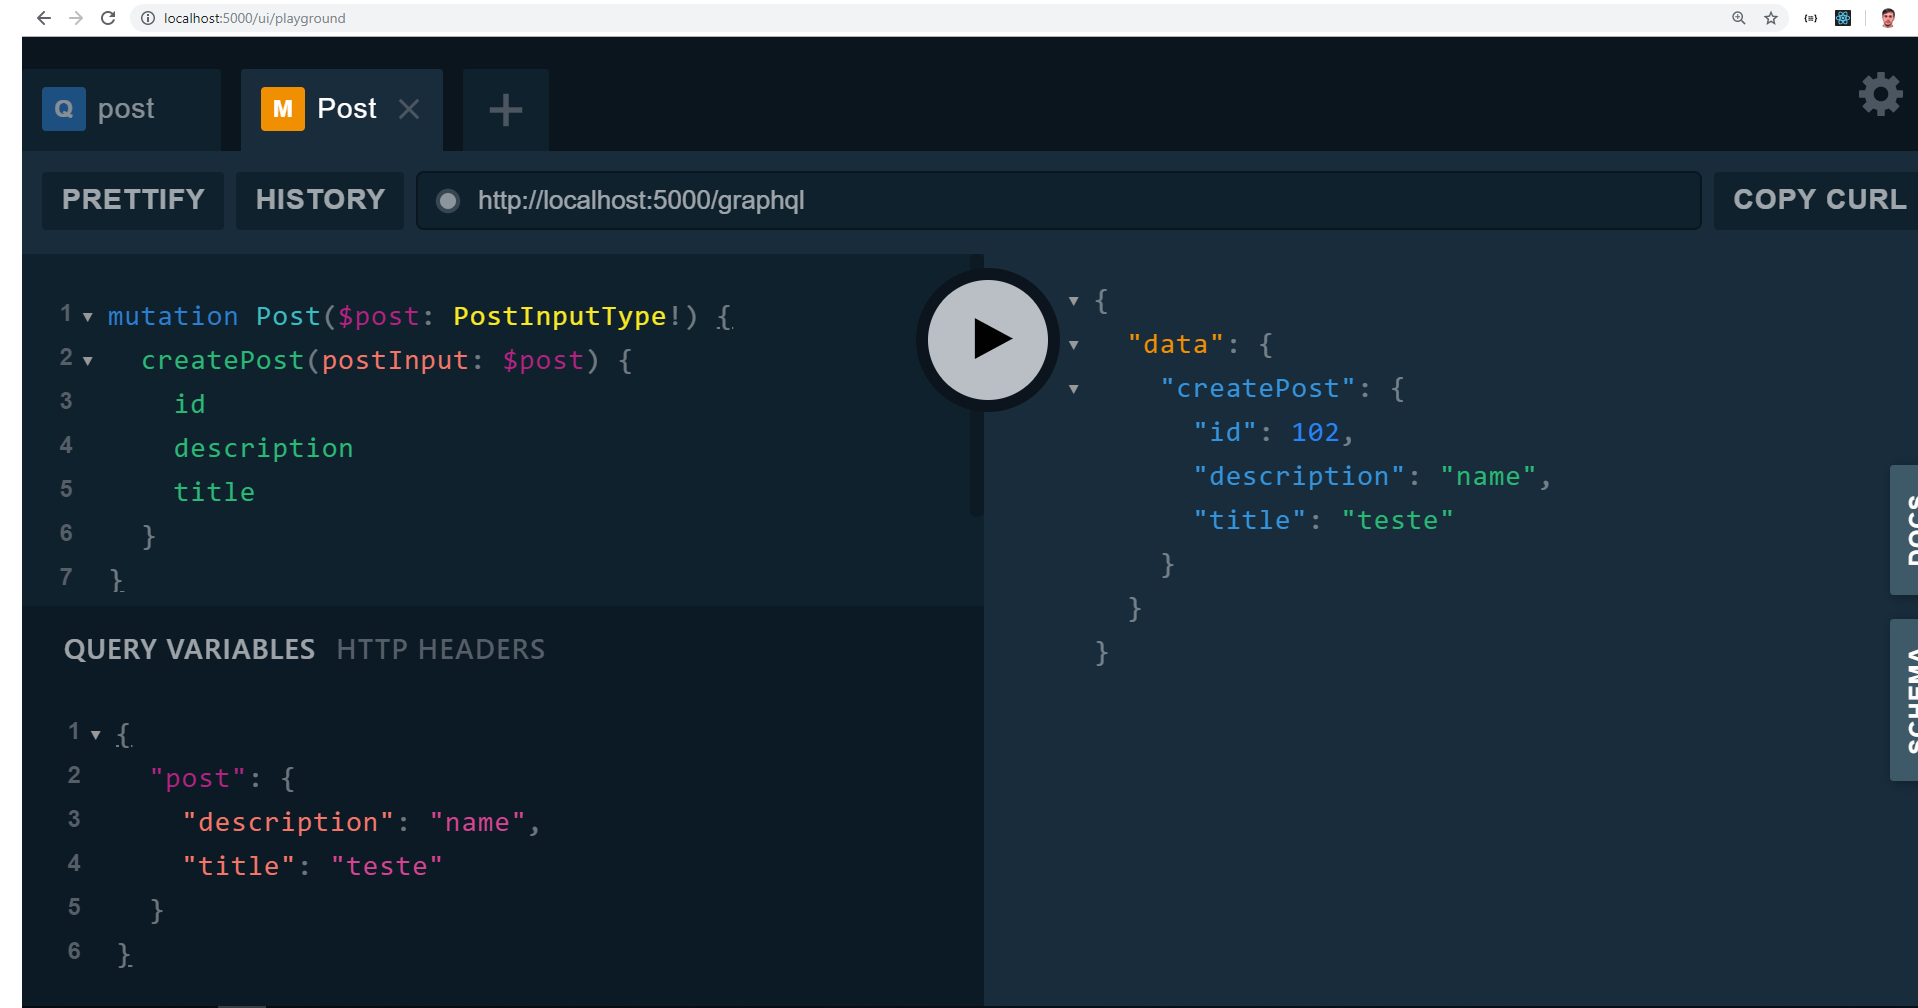 localhost:5000/ui/playground
Q post
M Post
PRETTIFY HISTORY http://localhost:5000/graphql COPY CURL
1 mutation Post($post: PostInputType!) {
2 createPost(postInput: $post) {
3 id
4 description
5 title
6 }
7 }
QUERY VARIABLES HTTP HEADERS
1 {
2 "post": {
3 "description": "name",
4 "title": "teste"
5 }
6 }
{
"data": {
"createPost": {
"id": 102,
"description": "name",
"title": "teste"
}
}
}
DOCS
SCHEMA